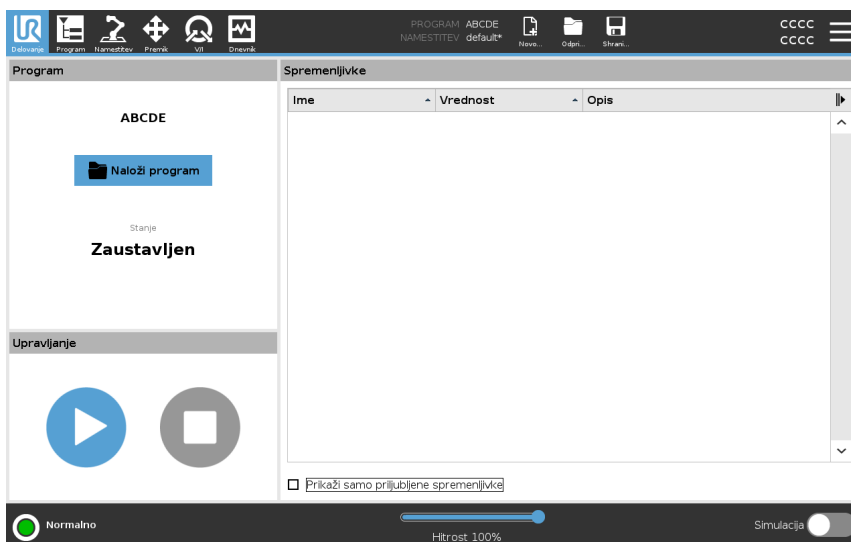 UR
PROGRAM ABCDE
NAMESTITEV default*
CCCC
CCCC
Delovanje Program Namestitev Premik V/I Dnevnik
Novo... Odpri... Shrani...
Program
ABCDE
Naloži program
Stanje
Zaustavljen
Upravljanje
Spremenljivke
Ime Vrednost Opis
Prikaži samo priljubljene spremenljivke
Normalno
Hitrost 100%
Simulacija